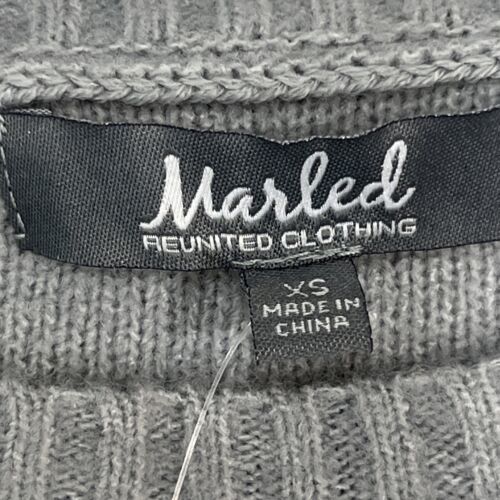 Marled
REUNITED CLOTHING
XS
MADE IN
CHINA